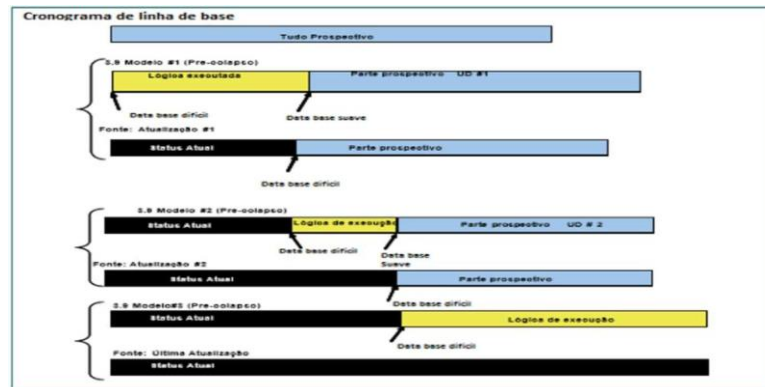 Cronograma de linha de base
Tudo Prospectivo
3.9 Modelo #1 (Pre-colapso)
Lógica executada
Parte prospectivo UD #1
Data base difícil
Data base suave
Fonte: Atualização #1
Status Atual
Parte prospectivo
Data base difícil
3.9 Modelo #2 (Pre-colapso)
Status Atual
Lógica de execução
Parte prospectivo UD # 2
Data base difícil
Data base
Suave
Fonte: Atualização #2
Status Atual
Parte prospectivo
Data base difícil
3.9 Modelo#3 (Pre-colapso)
Status Atual
Lógica de execução
Data base difícil
Fonte: Última Atualização
Status Atual